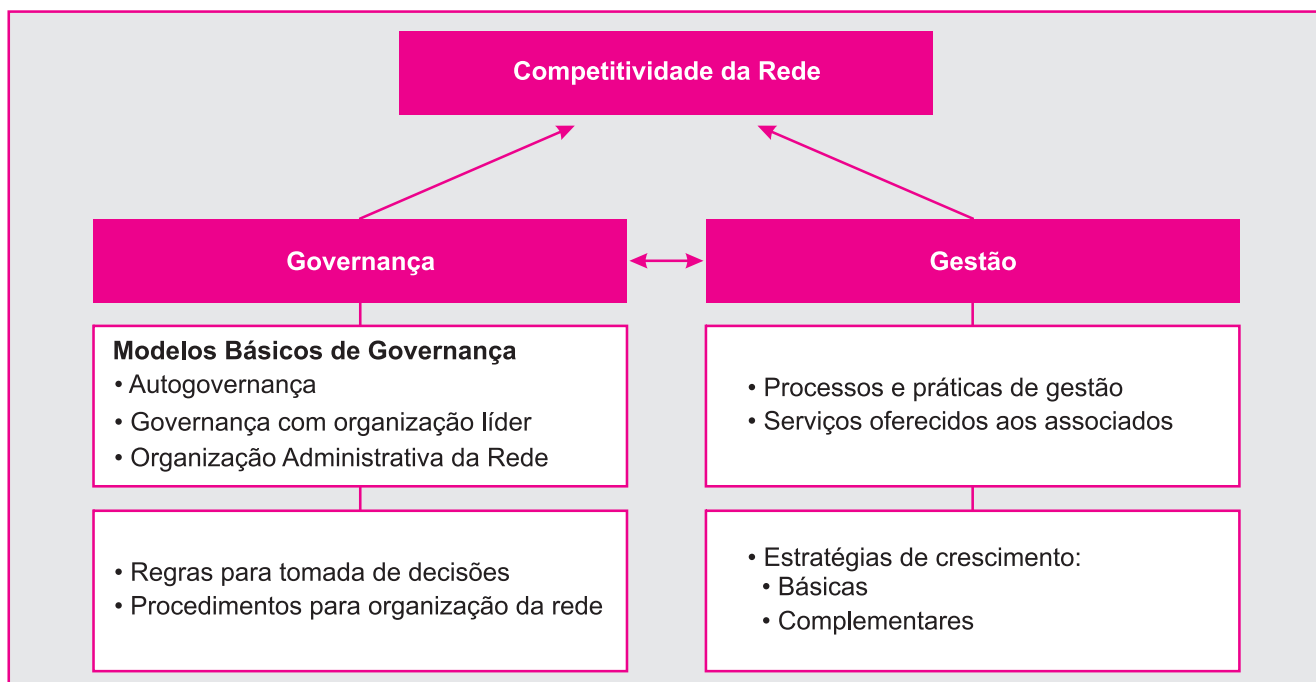 Competitividade da Rede
Governança
Gestão
Modelos Básicos de Governança
• Autogovernança
• Governança com organização líder
• Organização Administrativa da Rede
• Processos e práticas de gestão
• Serviços oferecidos aos associados
• Regras para tomada de decisões
• Procedimentos para organização da rede
• Estratégias de crescimento:
• Básicas
• Complementares